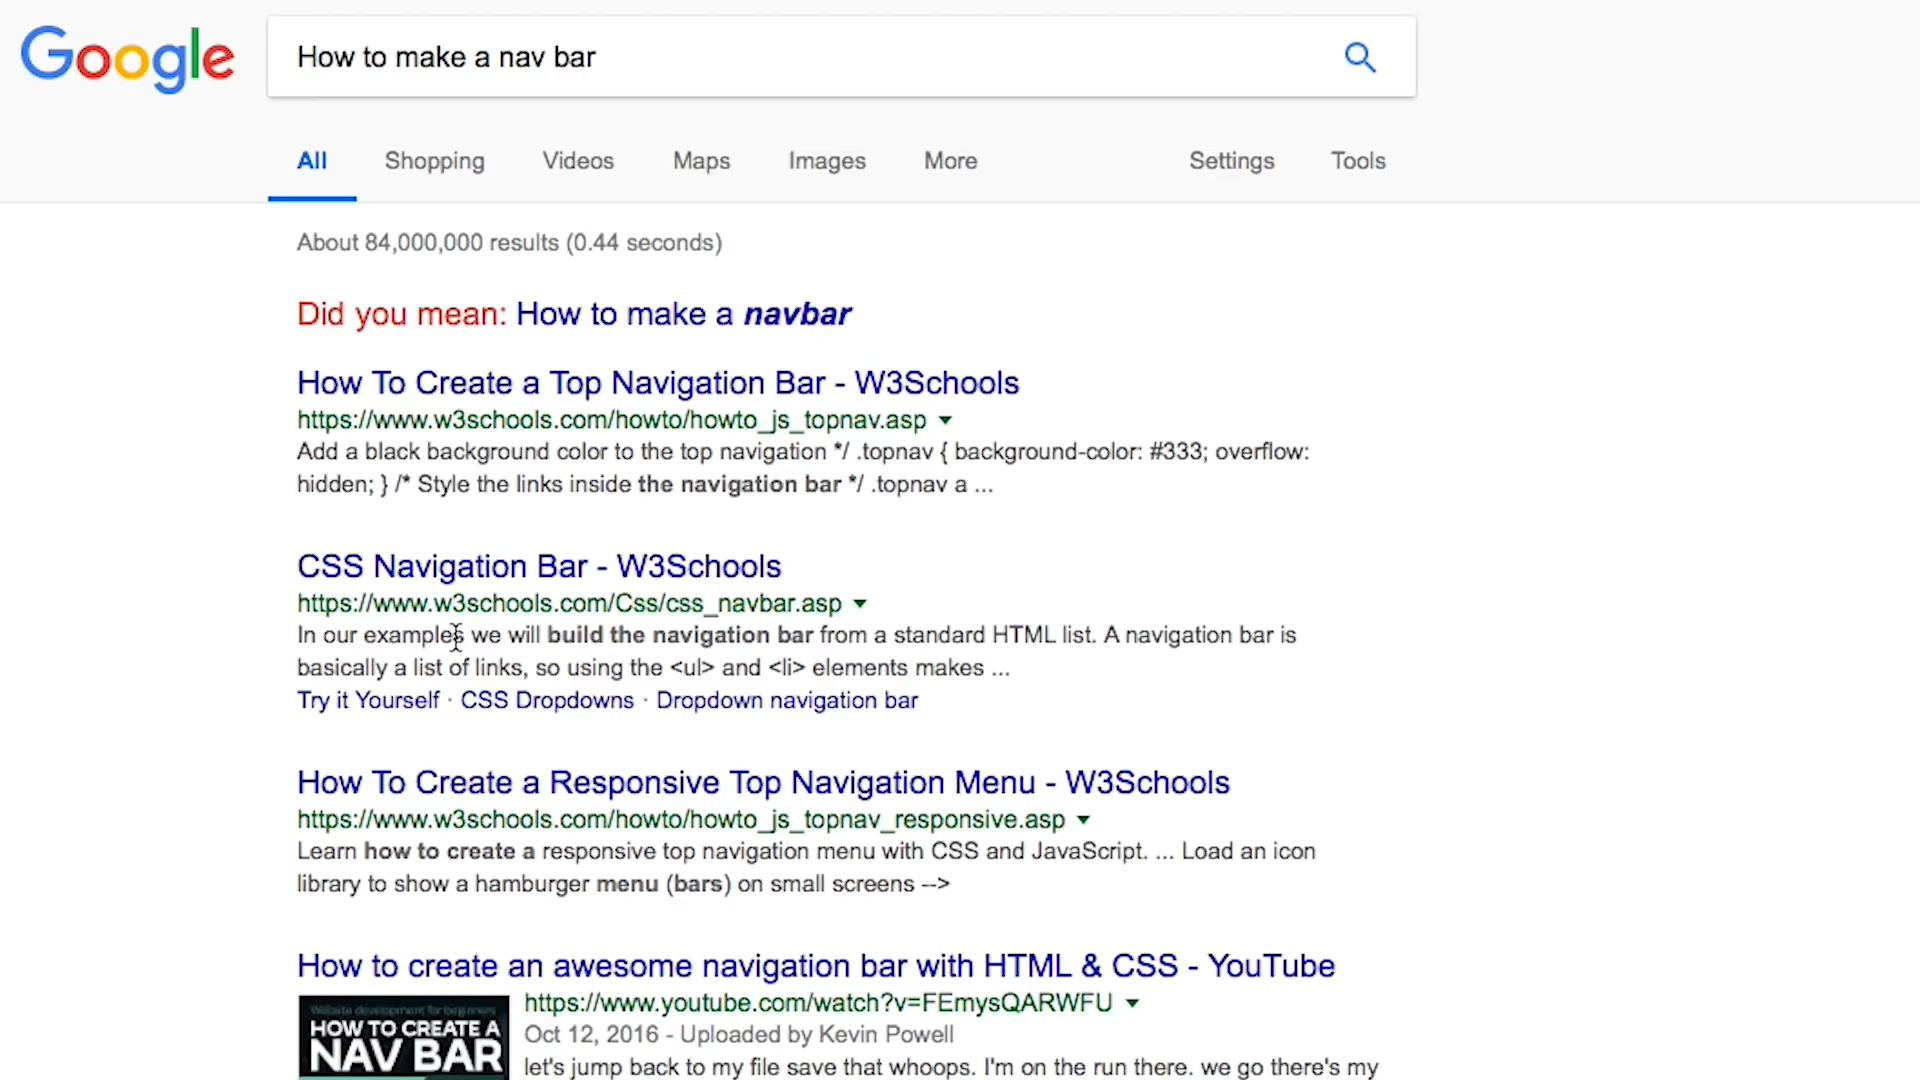 Google
How to make a nav bar
All Shopping Videos Maps Images More Settings Tools
About 84,000,000 results (0.44 seconds)
Did you mean: How to make a navbar
How To Create a Top Navigation Bar - W3Schools
https://www.w3schools.com/howto/howto_js_topnav.asp
Add a black background color to the top navigation */ .topnav { background-color: #333; overflow:
hidden; } /* Style the links inside the navigation bar */ .topnav a ...
CSS Navigation Bar - W3Schools
https://www.w3schools.com/Css/css_navbar.asp
In our examples we will build the navigation bar from a standard HTML list. A navigation bar is
basically a list of links, so using the <ul> and <li> elements makes ...
Try it Yourself · CSS Dropdowns · Dropdown navigation bar
How To Create a Responsive Top Navigation Menu - W3Schools
https://www.w3schools.com/howto/howto_js_topnav_responsive.asp
Learn how to create a responsive top navigation menu with CSS and JavaScript. ... Load an icon
library to show a hamburger menu (bars) on small screens -->
How to create an awesome navigation bar with HTML & CSS - YouTube
https://www.youtube.com/watch?v=FEmysQARWFU
Oct 12, 2016 - Uploaded by Kevin Powell
let's jump back to my file save that whoops. I'm on the run there. we go there's my
Website development for beginners
HOW TO CREATE A
NAV BAR